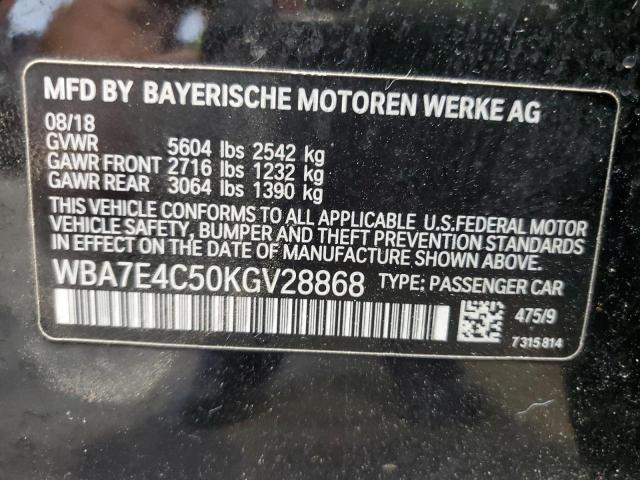 MFD BY BAYERISCHE MOTOREN WERKE AG
08/18
GVWR 5604 lbs 2542 kg
GAWR FRONT 2716 lbs 1232 kg
GAWR REAR 3064 lbs 1390 kg
THIS VEHICLE CONFORMS TO ALL APPLICABLE U.S.FEDERAL MOTOR
VEHICLE SAFETY, BUMPER AND THEFT PREVENTION STANDARDS
IN EFFECT ON THE DATE OF MANUFACTURE SHOWN ABOVE.
WBA7E4C50KGV28868 TYPE: PASSENGER CAR
475/9
7315814